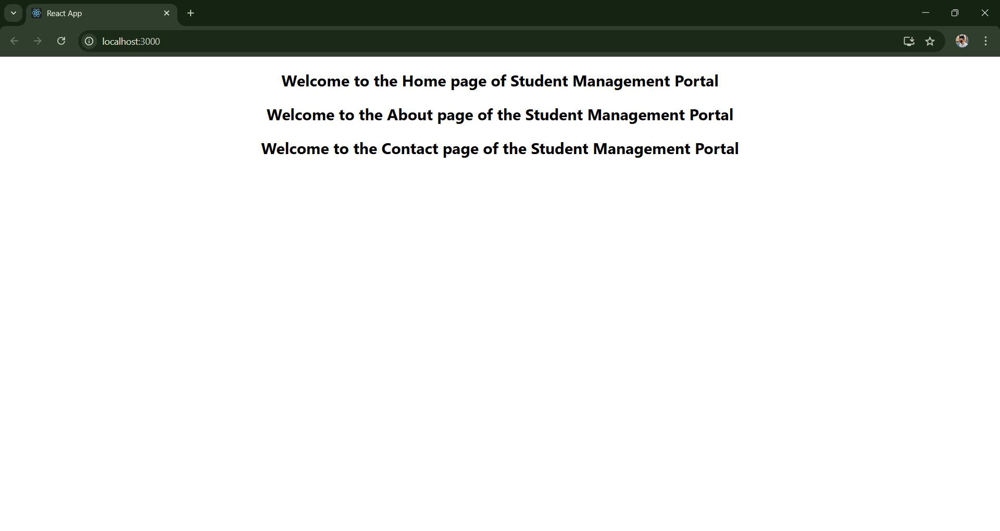 React App
localhost:3000
Welcome to the Home page of Student Management Portal
Welcome to the About page of the Student Management Portal
Welcome to the Contact page of the Student Management Portal